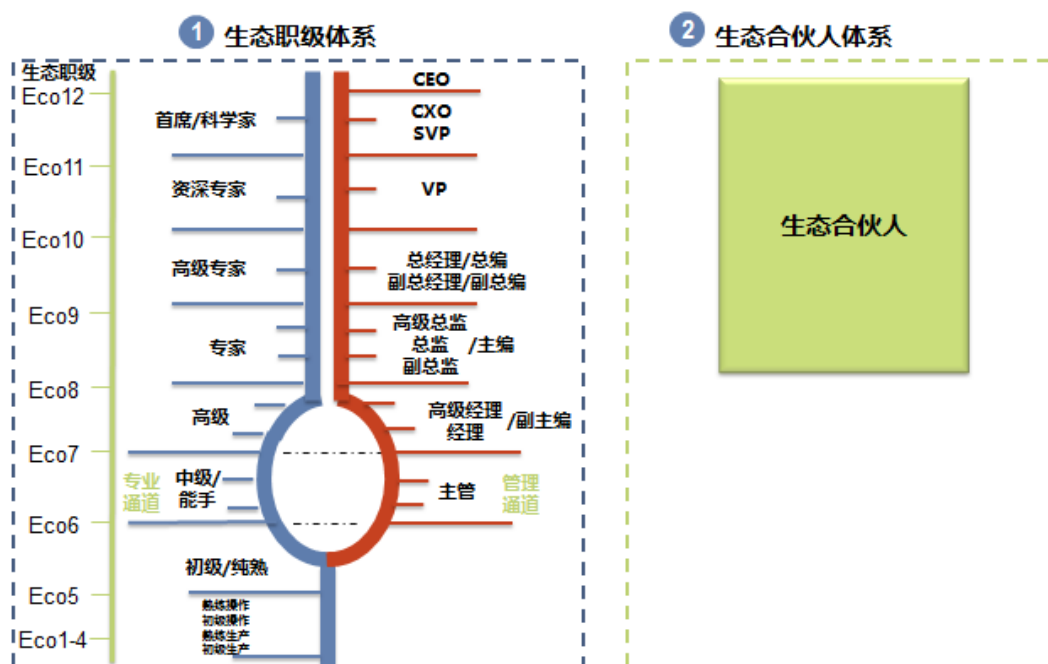 1 生态职级体系
2 生态合伙人体系
生态职级
Eco12
Eco11
Eco10
Eco9
Eco8
Eco7
Eco6
Eco5
Eco1-4
首席/科学家
资深专家
高级专家
专家
高级
专业
通道
中级/
能手
初级/纯熟
熟练操作
初级操作
熟练生产
初级生产
CEO
CXO
SVP
VP
总经理/总编
副总经理/副总编
高级总监
总监 /主编
副总监
高级经理
经理 /副主编
主管
管理
通道
生态合伙人